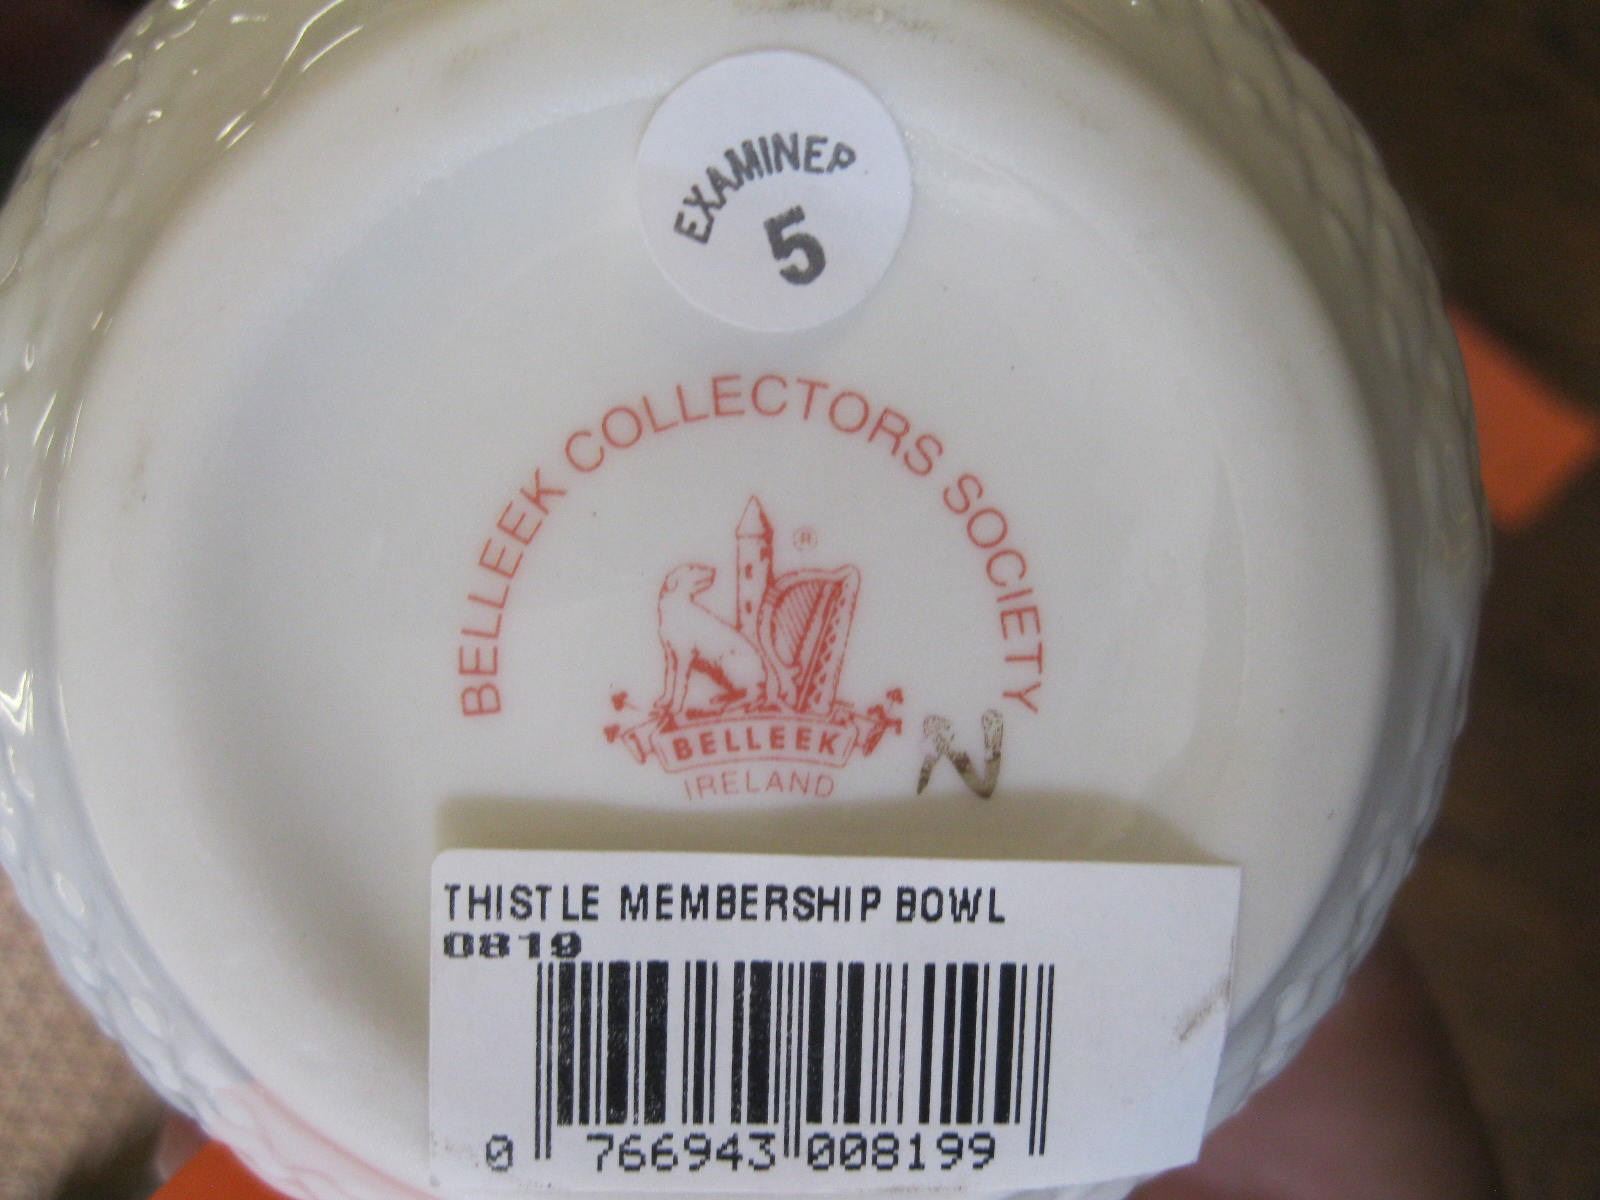 EXAMINER
5
BELLEEK COLLECTORS SOCIETY
®
BELLEEK
IRELAND
N
THISTLE MEMBERSHIP BOWL
0819
0 766943 008199